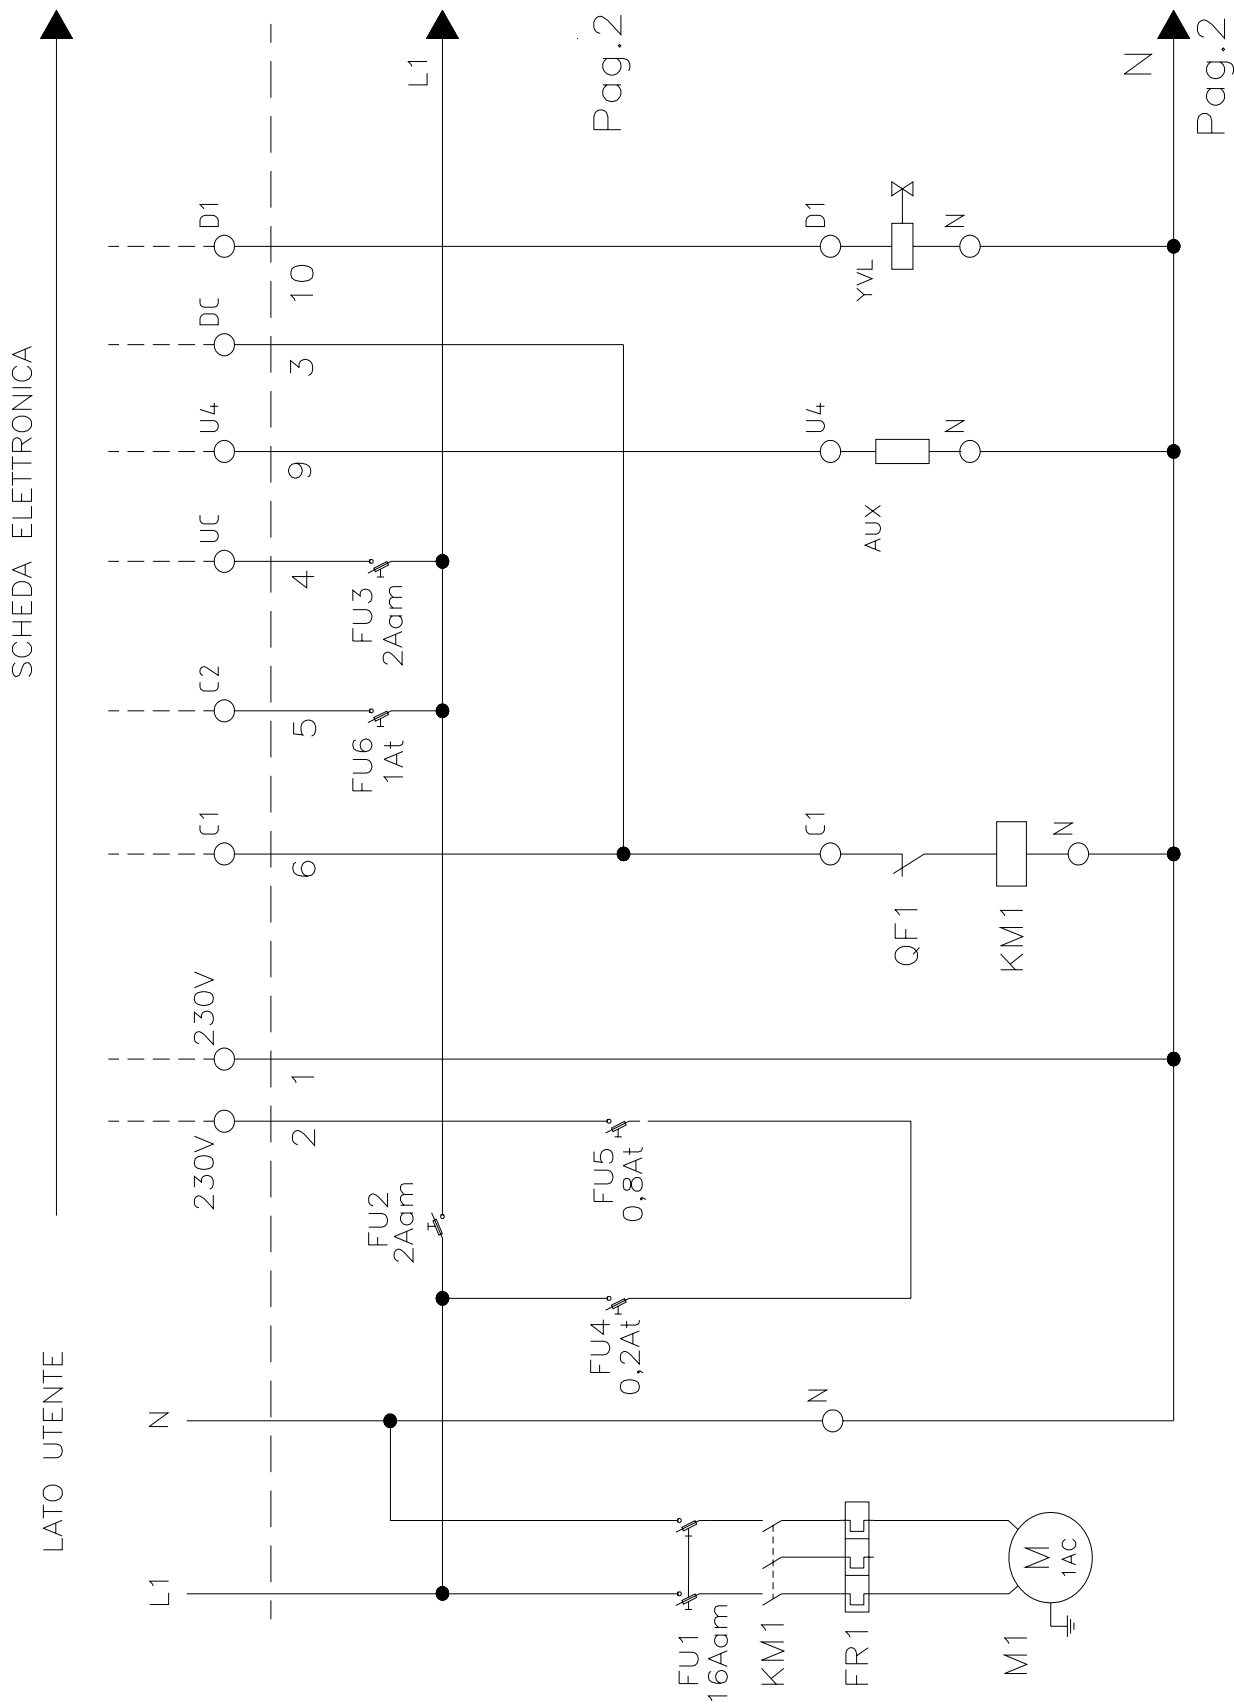 SCHEDA ELETTRONICA
LATO UTENTE
L1
N
230V
230V
C1
C2
UC
U4
DC
D1
2
1
6
5
4
9
3
10
L1
Pag.2
N
Pag.2
FU2
2Aam
FU6
1At
FU3
2Aam
FU4
0,2At
FU5
0,8At
N
C1
QF1
KM1
N
U4
AUX
N
D1
YVL
N
FU1
16Aam
KM1
FR1
M1
M
1AC